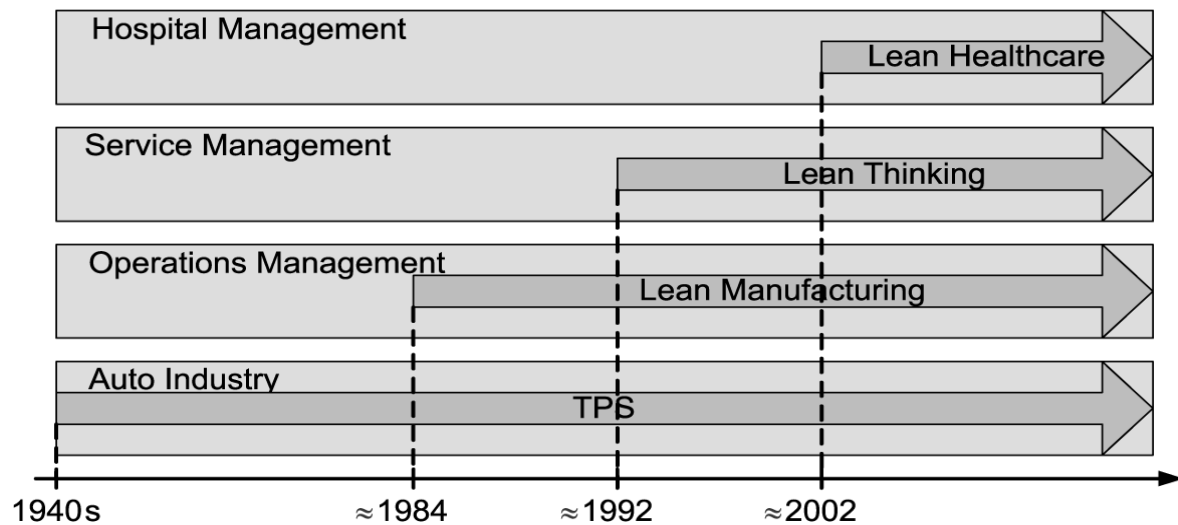 Hospital Management
Lean Healthcare
Service Management
Lean Thinking
Operations Management
Lean Manufacturing
Auto Industry
TPS
1940s ≈1984 ≈1992 ≈2002